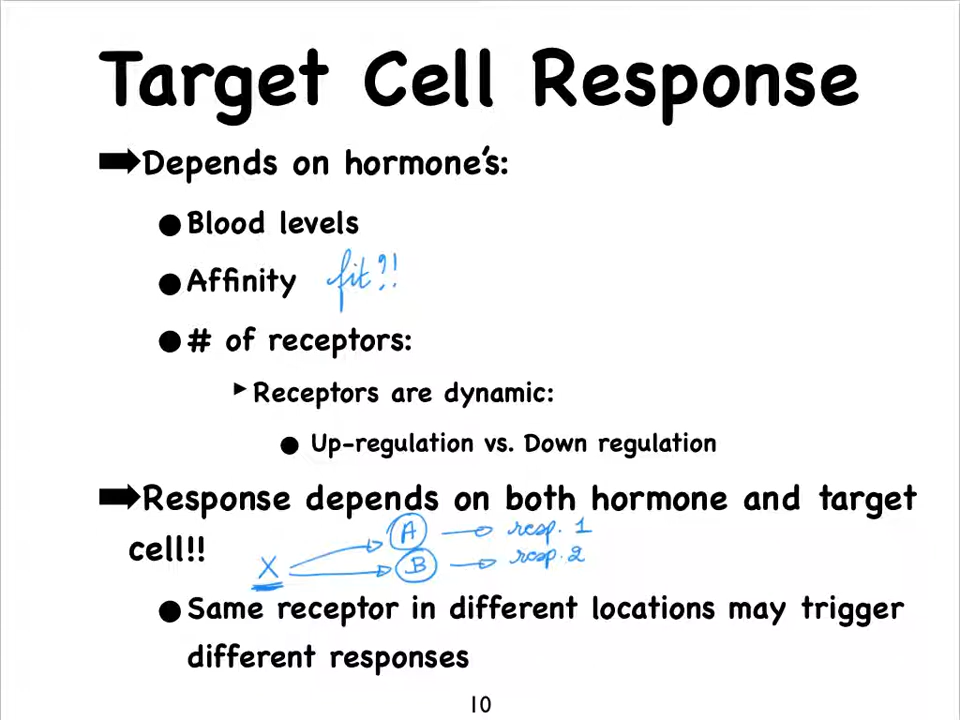 Target Cell Response
➡Depends on hormone's:
●Blood levels
●Affinity fit?!!
●# of receptors:
▸Receptors are dynamic:
● Up-regulation vs. Down regulation
➡Response depends on both hormone and target
cell!!
A → resp. 1
X
B → resp. 2
●Same receptor in different locations may trigger
different responses
10